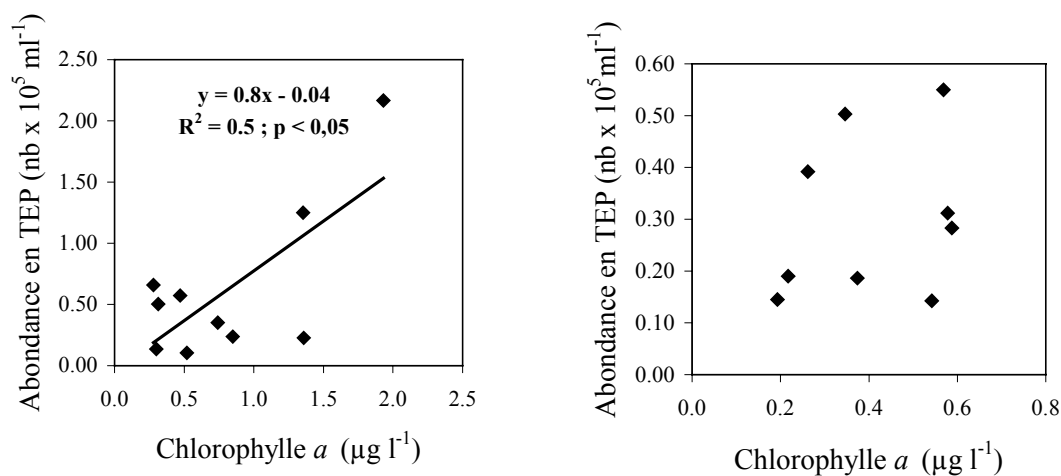 Abondance en TEP (nb x 10⁵ ml⁻¹)
2.50
2.00
1.50
1.00
0.50
0.00
y = 0.8x - 0.04
R² = 0.5 ; p < 0,05
0.0 0.5 1.0 1.5 2.0 2.5
Chlorophylle a (µg l⁻¹)
Abondance en TEP (nb x 10⁵ ml⁻¹)
0.60
0.50
0.40
0.30
0.20
0.10
0.00
0.0 0.2 0.4 0.6 0.8
Chlorophylle a (µg l⁻¹)